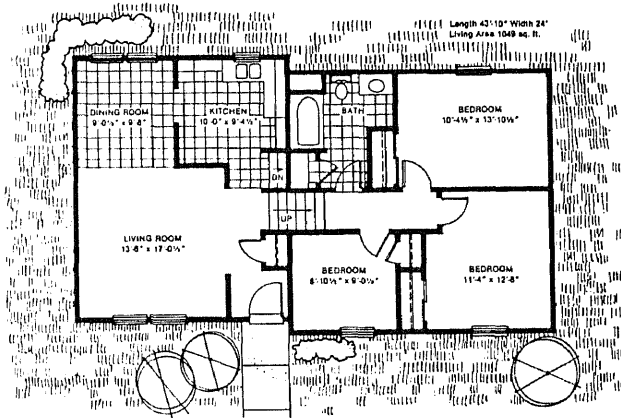 Length 43'-10" Width 24"
Living Area 1049 sq. ft.
DINING ROOM
9'-0½" x 9'-8"
KITCHEN
10'-0" x 9'-4½"
BATH
BEDROOM
10'-4½" x 13'-10½"
DN
UP
LIVING ROOM
13'-6" x 17'-0½"
BEDROOM
8'-10½" x 9'-0½"
BEDROOM
11'-4" x 12'-8"